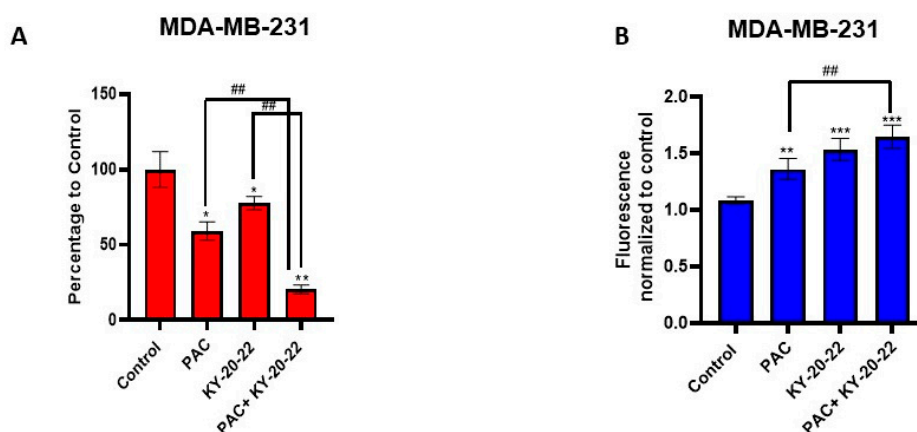 A
MDA-MB-231
Percentage to Control
150
100
50
0
##
##
*
*
**
Control
PAC
KY-20-22
PAC+ KY-20-22
B
MDA-MB-231
Fluorescence
normalized to control
2.0
1.5
1.0
0.5
0.0
##
**
***
***
Control
PAC
KY-20-22
PAC+ KY-20-22